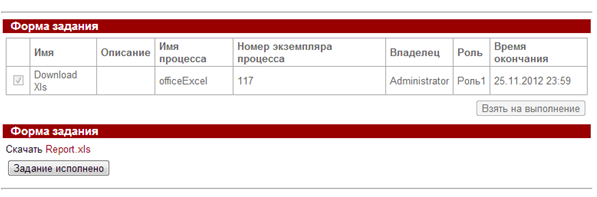 Форма задания
Имя Описание Имя процесса Номер экземпляра процесса Владелец Роль Время окончания
Download Xls officeExcel 117 Administrator Роль1 25.11.2012 23:59
Взять на выполнение
Форма задания
Скачать Report.xls
Задание исполнено